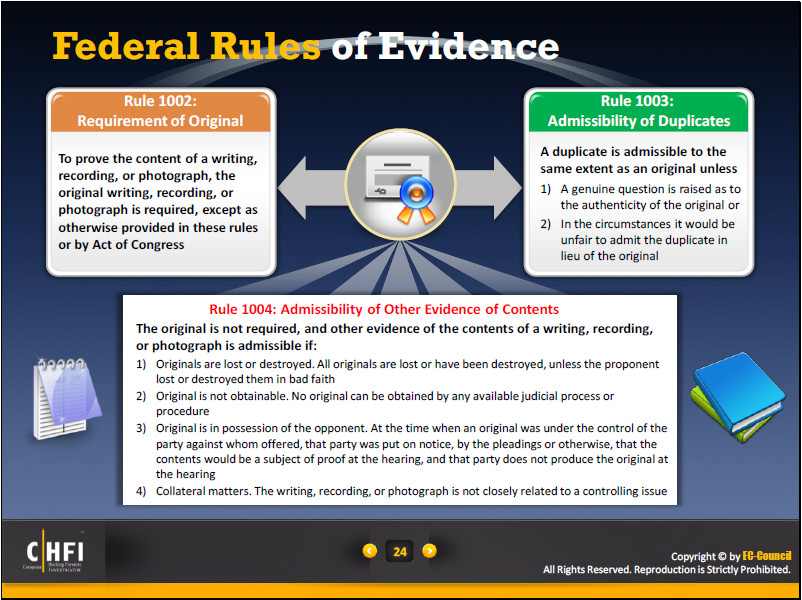 Federal Rules of Evidence
Rule 1002:
Requirement of Original
To prove the content of a writing,
recording, or photograph, the
original writing, recording, or
photograph is required, except as
otherwise provided in these rules
or by Act of Congress
Rule 1003:
Admissibility of Duplicates
A duplicate is admissible to the
same extent as an original unless
1) A genuine question is raised as to
the authenticity of the original or
2) In the circumstances it would be
unfair to admit the duplicate in
lieu of the original
Rule 1004: Admissibility of Other Evidence of Contents
The original is not required, and other evidence of the contents of a writing, recording,
or photograph is admissible if:
1) Originals are lost or destroyed. All originals are lost or have been destroyed, unless the proponent
lost or destroyed them in bad faith
2) Original is not obtainable. No original can be obtained by any available judicial process or
procedure
3) Original is in possession of the opponent. At the time when an original was under the control of the
party against whom offered, that party was put on notice, by the pleadings or otherwise, that the
contents would be a subject of proof at the hearing, and that party does not produce the original at
the hearing
4) Collateral matters. The writing, recording, or photograph is not closely related to a controlling issue
CHFI
Computer Hacking Forensic
INVESTIGATOR
24
Copyright © by EC-Council
All Rights Reserved. Reproduction is Strictly Prohibited.